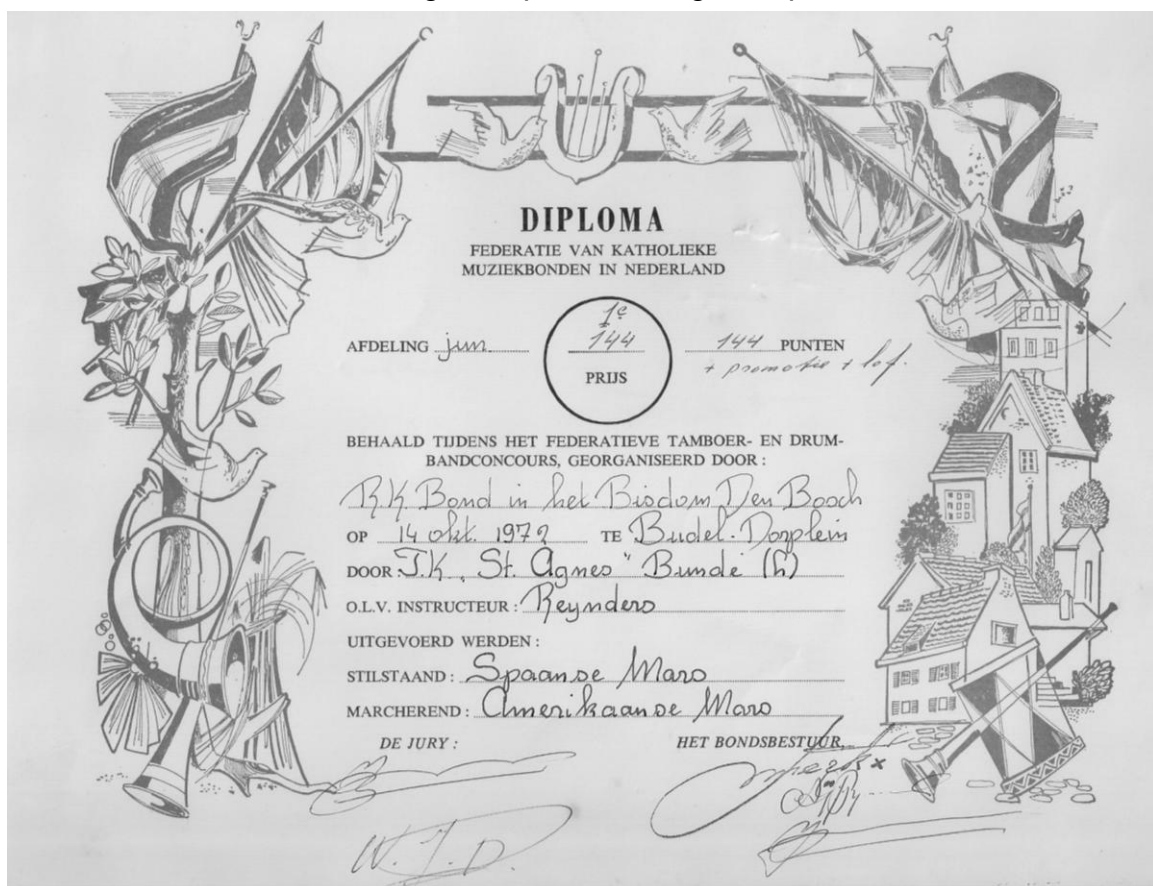 DIPLOMA
FEDERATIE VAN KATHOLIEKE
MUZIEKBONDEN IN NEDERLAND
1e
AFDELING jun. 144 144 PUNTEN
PRIJS + promotie + lof.
BEHAALD TIJDENS HET FEDERATIEVE TAMBOER- EN DRUM-
BANDCONCOURS, GEORGANISEERD DOOR :
R.K. Bond in het Bisdom Den Bosch
OP 14 okt. 1972 TE Budel-Dorplein
DOOR: T.K. „St. Agnes" Bunde (L)
O.L.V. INSTRUCTEUR : Reynders
UITGEVOERD WERDEN :
STILSTAAND : Spaanse Mars
MARCHEREND : Amerikaanse Mars
DE JURY : HET BONDSBESTUUR
W. J. D.